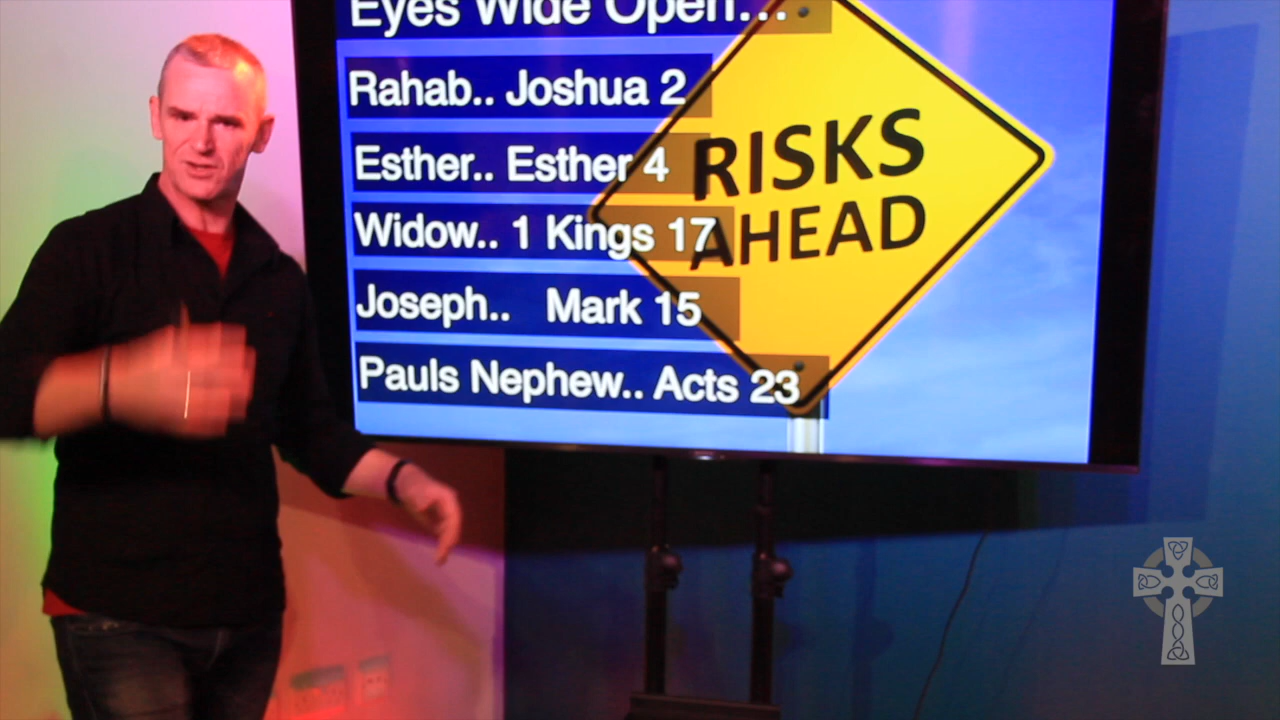 Eyes Wide Open...
Rahab.. Joshua 2
Esther.. Esther 4
Widow.. 1 Kings 17
Joseph.. Mark 15
Pauls Nephew.. Acts 23
RISKS
AHEAD